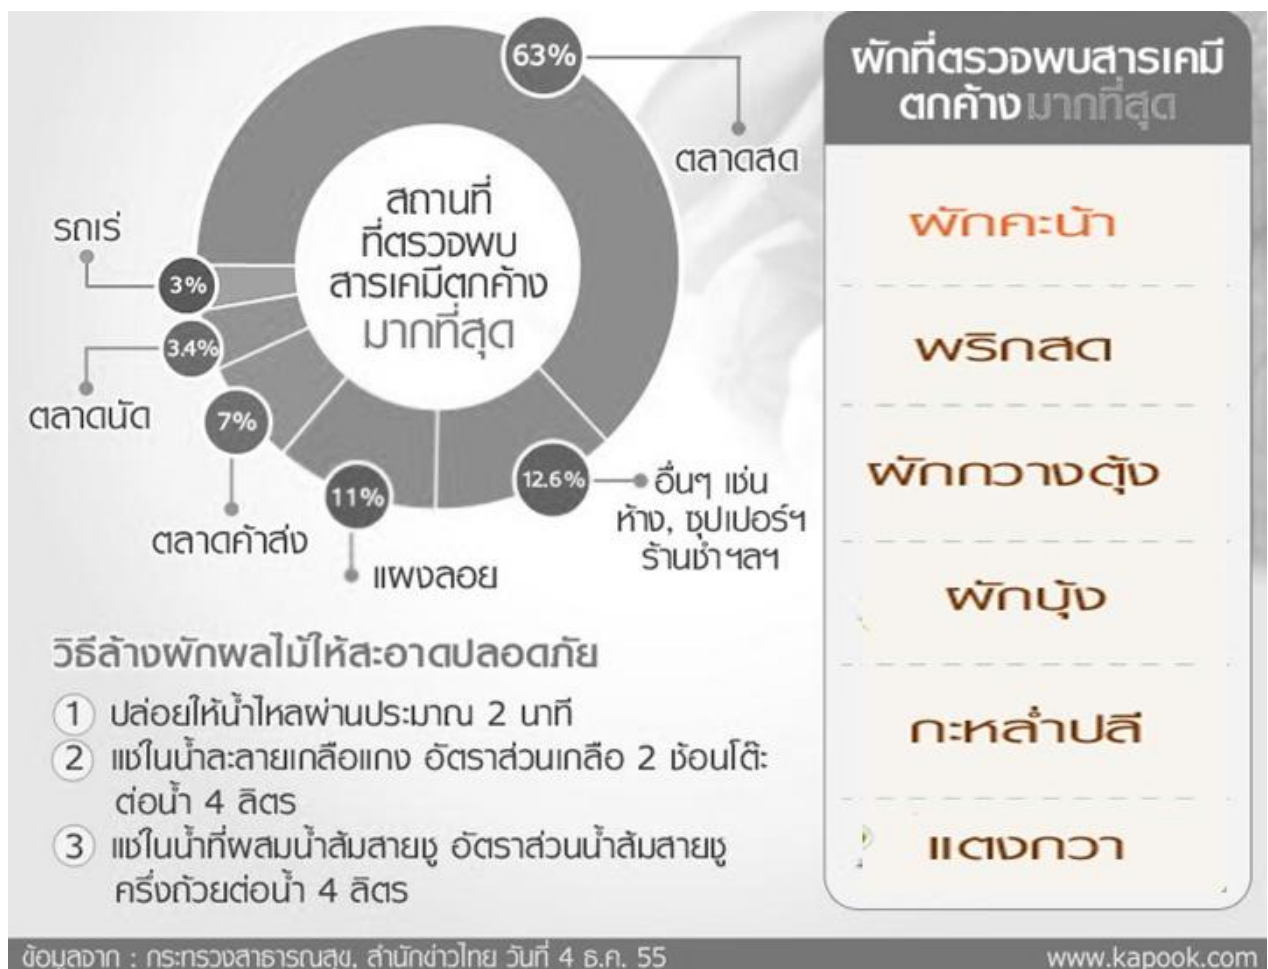 63%
ตลาดสด
สถานที่
ที่ตรวจพบ
สารเคมีตกค้าง
มากที่สุด
รถเร่
3%
3.4%
ตลาดนัด
7%
ตลาดค้าส่ง
11%
แผงลอย
12.6%
อื่นๆ เช่น
ห้าง, ซุปเปอร์ฯ
ร้านชำฯลฯ
วิธีล้างผักผลไม้ให้สะอาดปลอดภัย
1 ปล่อยให้น้ำไหลผ่านประมาณ 2 นาที
2 แช่ในน้ำละลายเกลือแกง อัตราส่วนเกลือ 2 ช้อนโต๊ะ
ต่อน้ำ 4 ลิตร
3 แช่ในน้ำที่ผสมน้ำส้มสายชู อัตราส่วนน้ำส้มสายชู
ครึ่งถ้วยต่อน้ำ 4 ลิตร
ผักที่ตรวจพบสารเคมี
ตกค้างมากที่สุด
ผักคะน้า
พริกสด
ผักกวางตุ้ง
ผักบุ้ง
กะหล่ำปลี
แตงกวา
ข้อมูลจาก : กระทรวงสาธารณสุข, สำนักข่าวไทย วันที่ 4 ธ.ค. 55
www.kapook.com